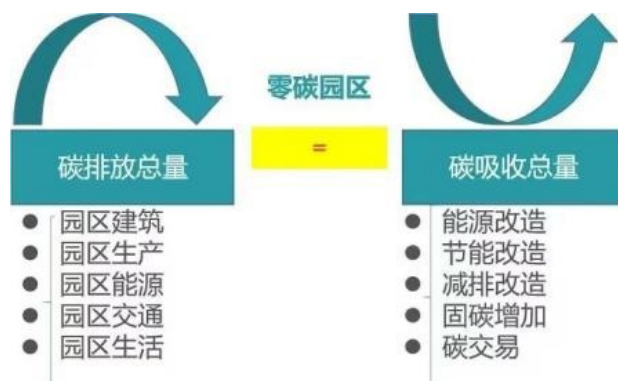 零碳园区
碳排放总量
=
碳吸收总量
● 园区建筑
● 园区生产
● 园区能源
● 园区交通
● 园区生活
● 能源改造
● 节能改造
● 减排改造
● 固碳增加
● 碳交易